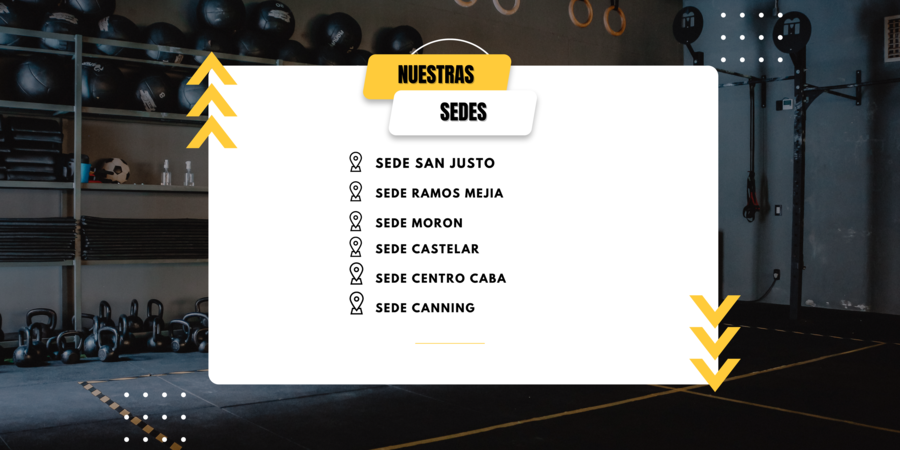 NUESTRAS
SEDES
SEDE SAN JUSTO
SEDE RAMOS MEJIA
SEDE MORON
SEDE CASTELAR
SEDE CENTRO CABA
SEDE CANNING